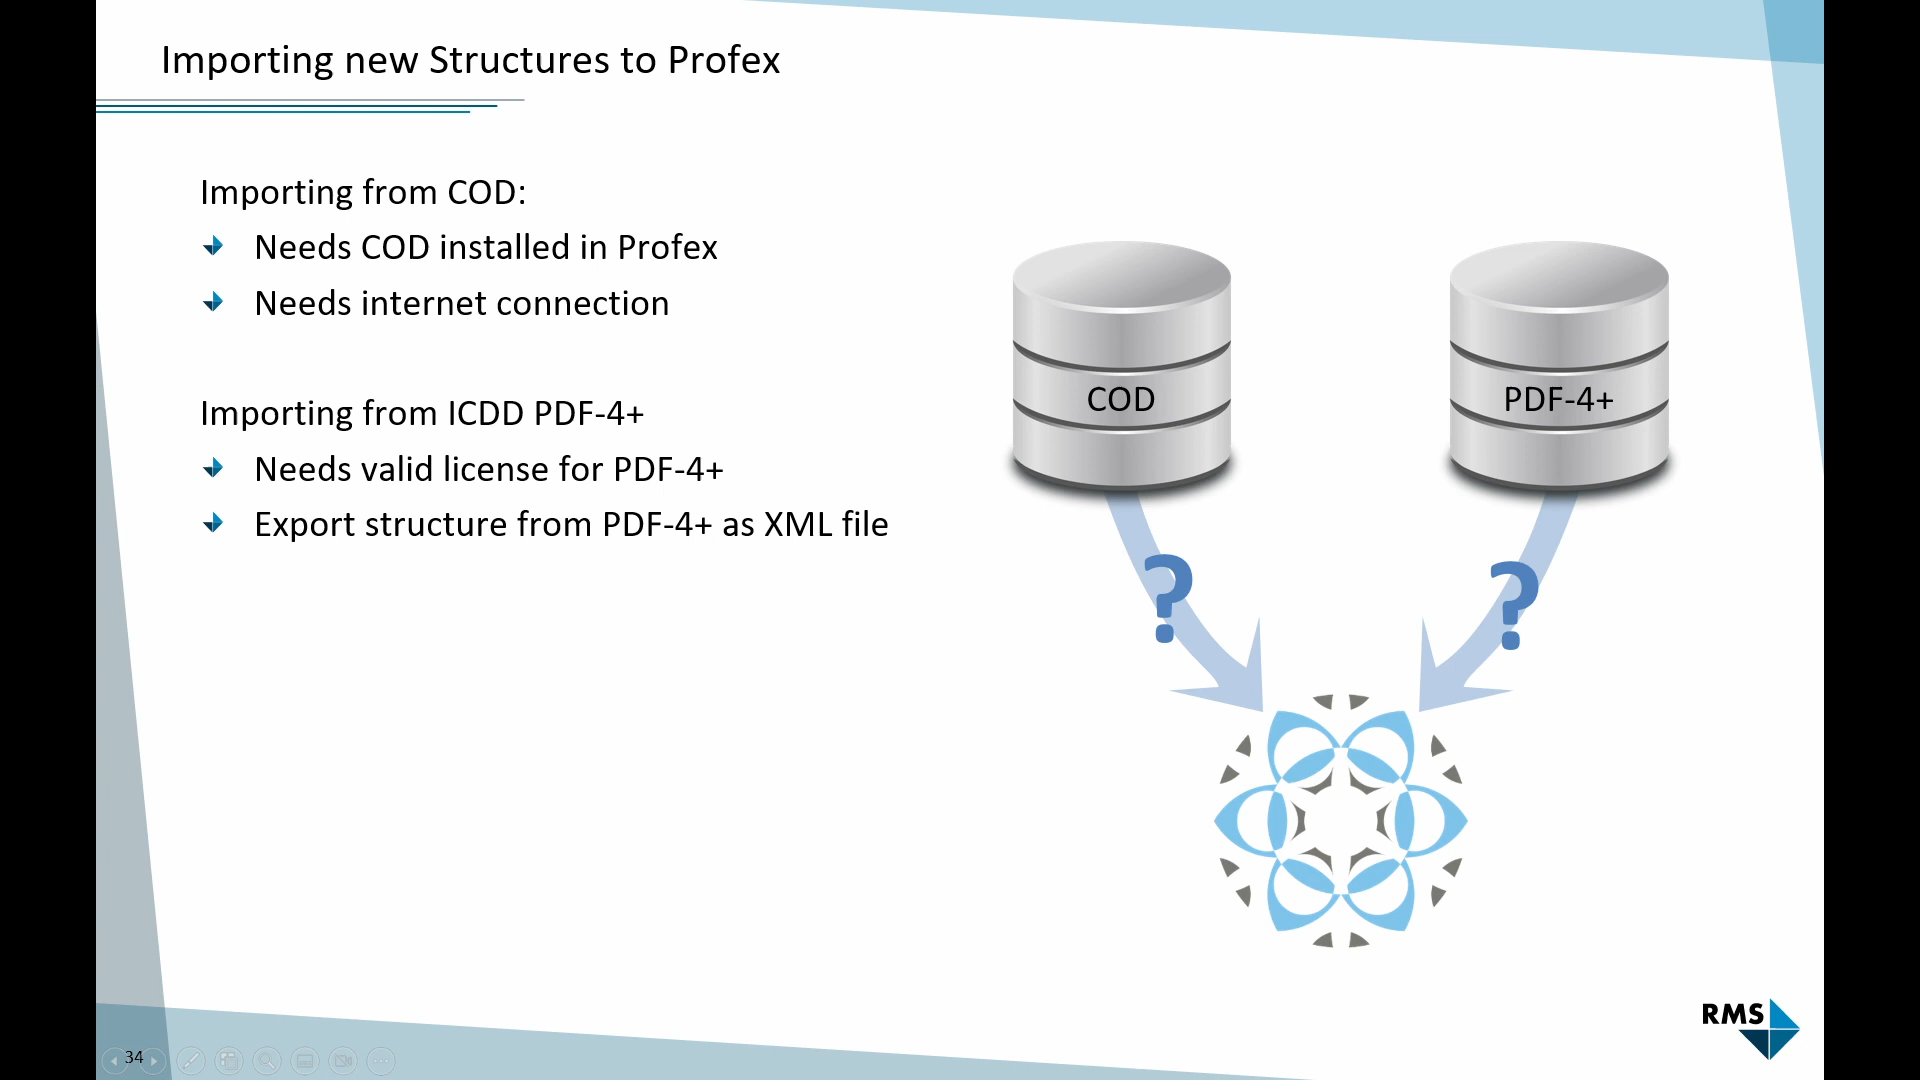 Importing new Structures to Profex
Importing from COD:
Needs COD installed in Profex
Needs internet connection
Importing from ICDD PDF-4+
Needs valid license for PDF-4+
Export structure from PDF-4+ as XML file
COD
PDF-4+
?
?
RMS
34